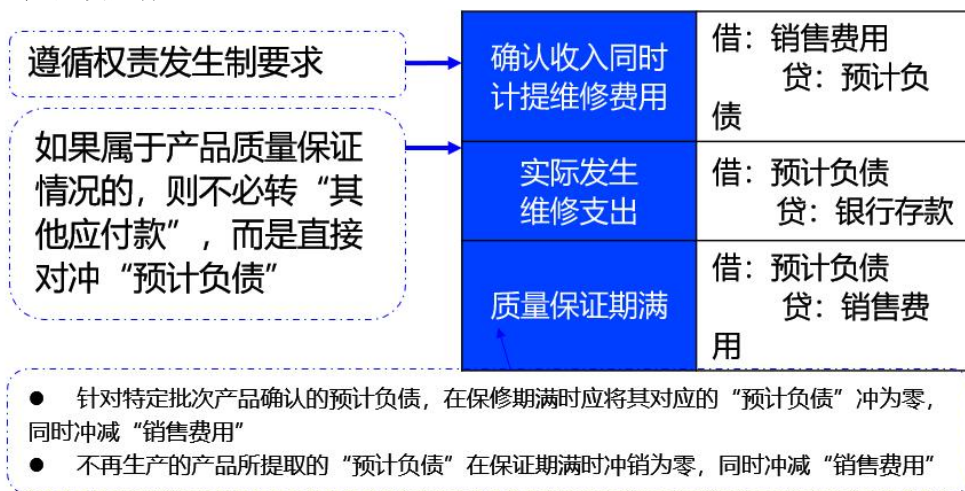 遵循权责发生制要求
如果属于产品质量保证
情况的，则不必转“其
他应付款”，而是直接
对冲“预计负债”
确认收入同时
计提维修费用
借：销售费用
贷：预计负
债
实际发生
维修支出
借：预计负债
贷：银行存款
质量保证期满
借：预计负债
贷：销售费
用
● 针对特定批次产品确认的预计负债，在保修期满时应将其对应的“预计负债”冲为零，
同时冲减“销售费用”
● 不再生产的产品所提取的“预计负债”在保证期满时冲销为零，同时冲减“销售费用”